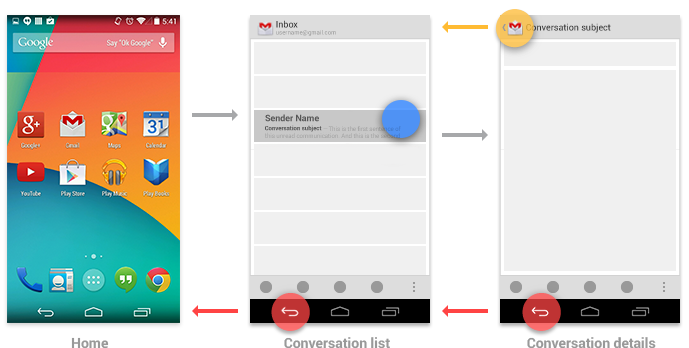 5:41
Google
Say "Ok Google"
Google+
Gmail
Maps
Calendar
31
YouTube
Play Store
Play Music
Play Books
Home
Inbox
username@gmail.com
Sender Name
Conversation subject – This is the first sentence of
this unread communication. And this is the second
Conversation list
Conversation subject
Conversation details